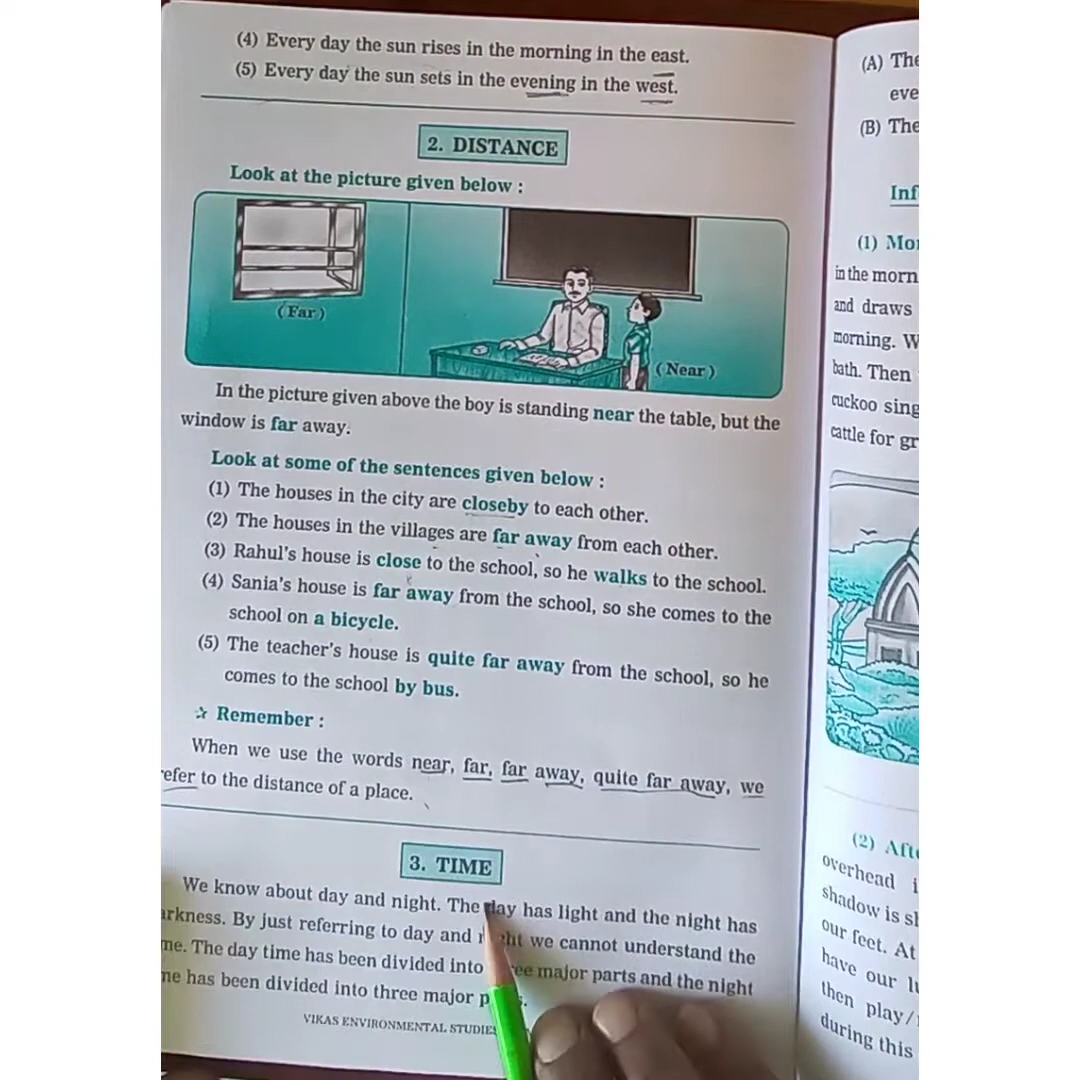 (4) Every day the sun rises in the morning in the east.
(5) Every day the sun sets in the evening in the west.
2. DISTANCE
Look at the picture given below :
(Far)
(Near)
In the picture given above the boy is standing near the table, but the
window is far away.
Look at some of the sentences given below :
(1) The houses in the city are closeby to each other.
(2) The houses in the villages are far away from each other.
(3) Rahul's house is close to the school, so he walks to the school.
(4) Sania's house is far away from the school, so she comes to the
school on a bicycle.
(5) The teacher's house is quite far away from the school, so he
comes to the school by bus.
☆ Remember :
When we use the words near, far, far away, quite far away, we
refer to the distance of a place.
3. TIME
We know about day and night. The day has light and the night has
arkness. By just referring to day and we cannot understand the
me. The day time has been divided into major parts and the night
me has been divided into three major
VIKAS ENVIRONMENTAL STUDIES
(A) The
eve
(B) The
Inf
(1) Mo
in the morn
and draws
morning. W
bath. Then
cuckoo sing
cattle for gr
(2) Aft
overhead i
shadow is sh
our feet. At
have our lu
then play/
during this